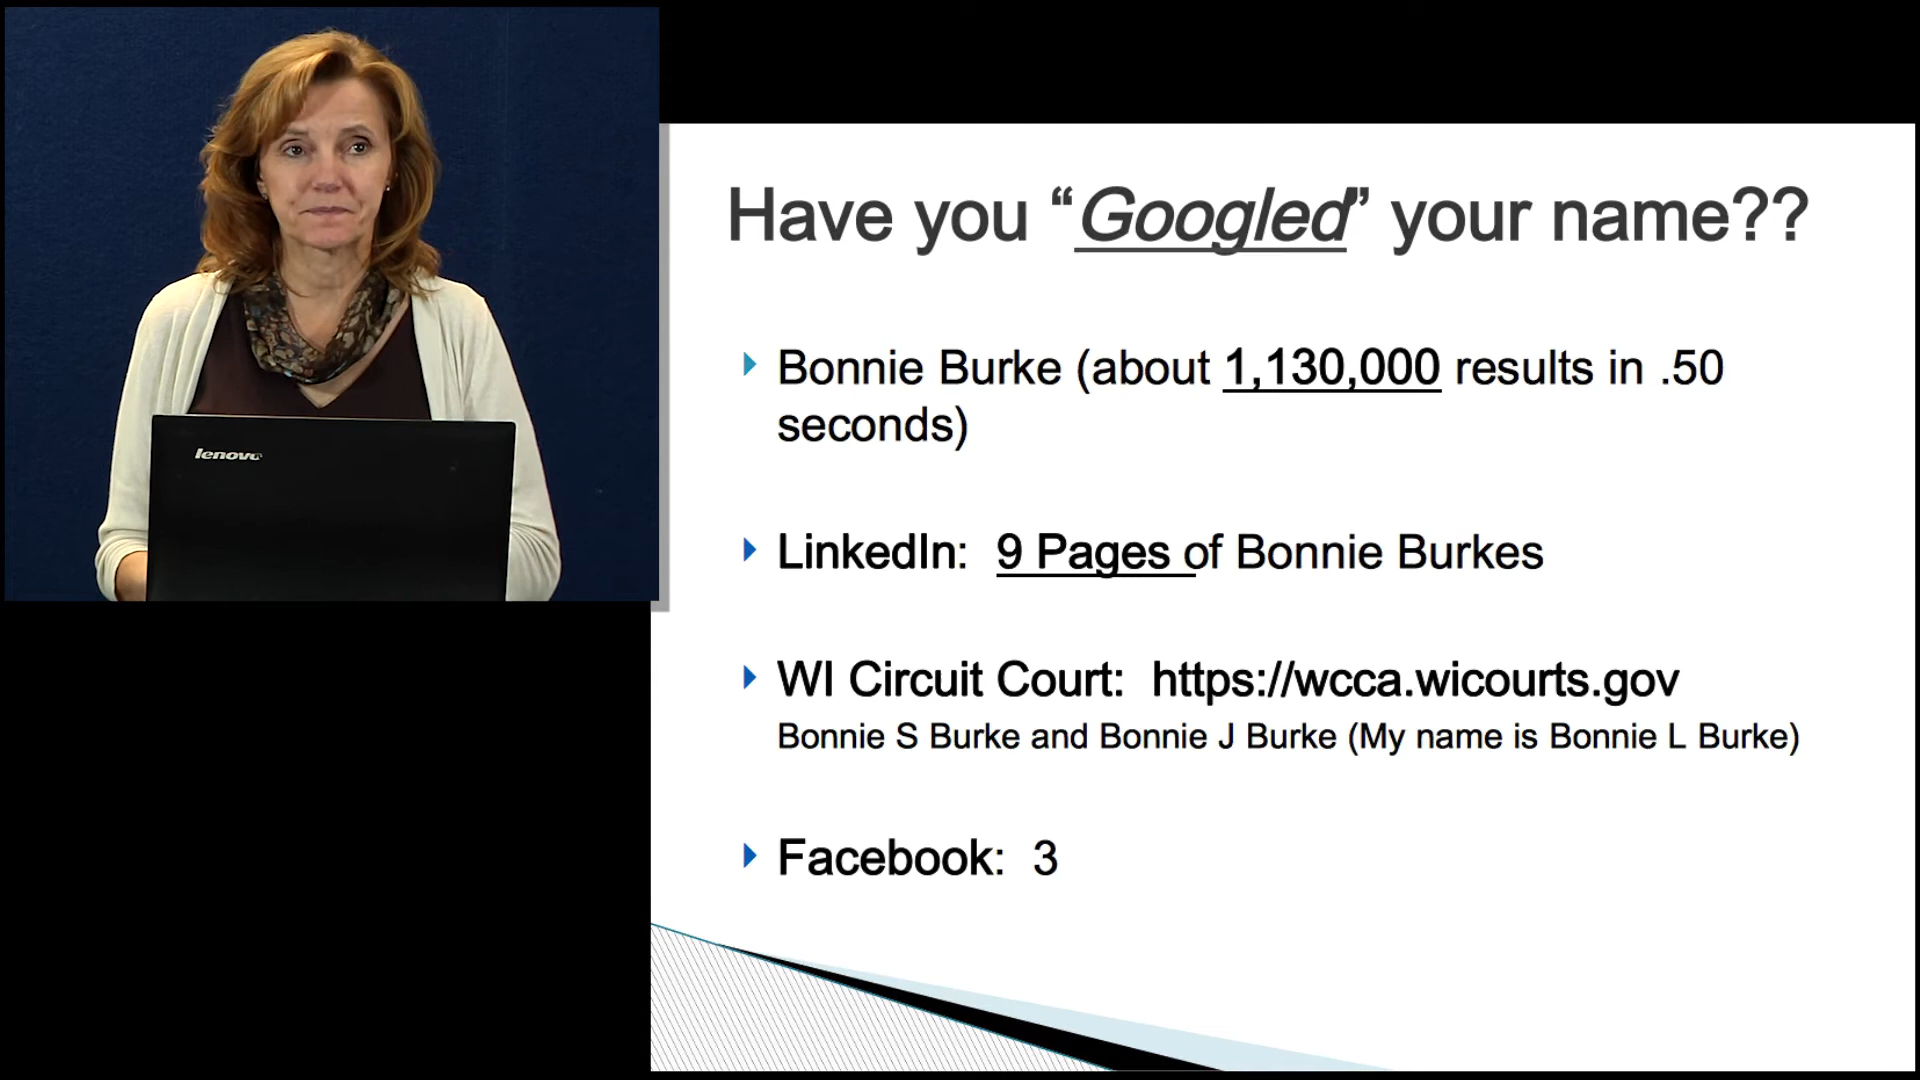 lenovo
Have you “Googled” your name??
Bonnie Burke (about 1,130,000 results in .50
seconds)
LinkedIn: 9 Pages of Bonnie Burkes
WI Circuit Court: https://wcca.wicourts.gov
Bonnie S Burke and Bonnie J Burke (My name is Bonnie L Burke)
Facebook: 3